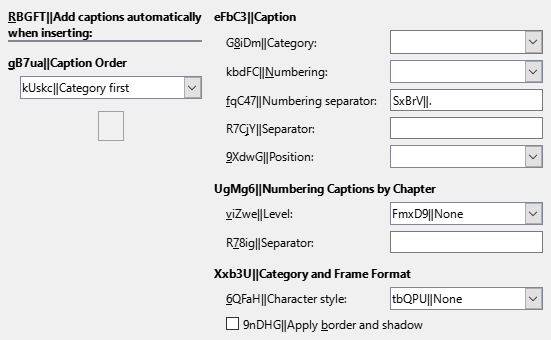 RBGFT||Add captions automatically
when inserting:
gB7ua||Caption Order
kUskc||Category first
eFbC3||Caption
G8iDm||Category:
kbdFC||Numbering:
fqC47||Numbering separator:
SxBrV||.
R7CjY||Separator:
9XdwG||Position:
UgMg6||Numbering Captions by Chapter
viZwe||Level:
FmxD9||None
R78ig||Separator:
Xxb3U||Category and Frame Format
6QFaH||Character style:
tbQPU||None
9nDHG||Apply border and shadow